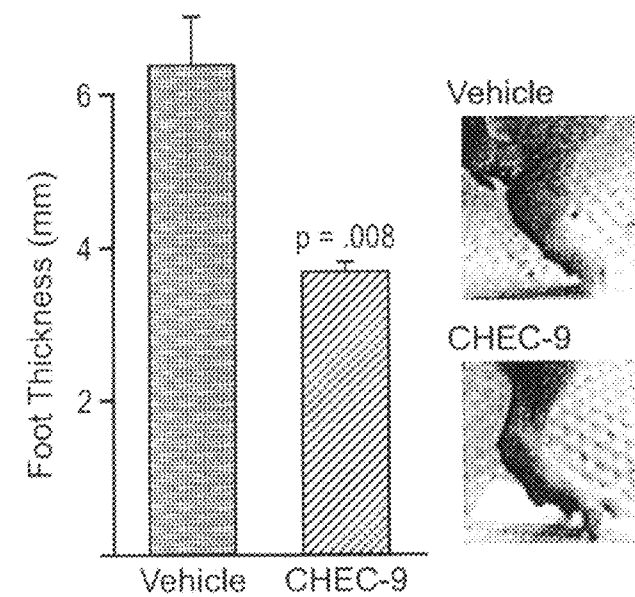 Foot Thickness (mm)
6
4
2
p = .008
Vehicle
CHEC-9
Vehicle
CHEC-9